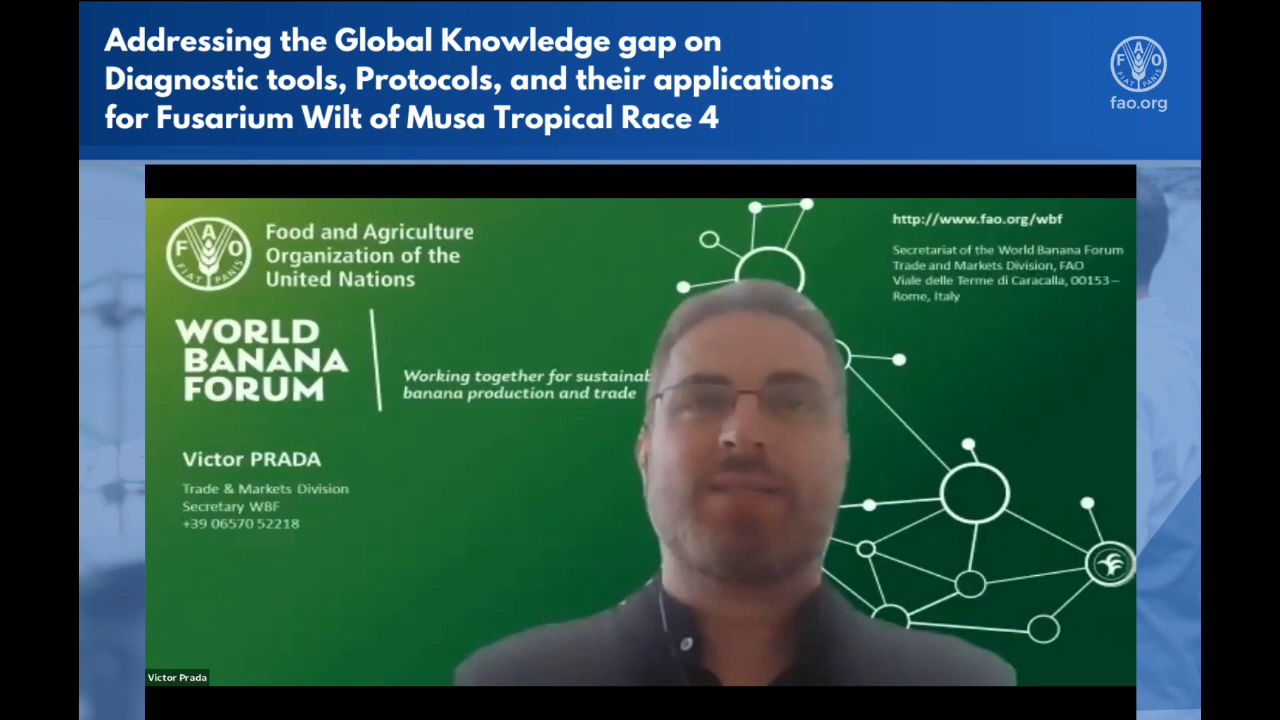 Addressing the Global Knowledge gap on
Diagnostic tools, Protocols, and their applications
for Fusarium Wilt of Musa Tropical Race 4
F A O
FIAT PANIS
fao.org
F A O
FIAT PANIS
Food and Agriculture
Organization of the
United Nations
WORLD
BANANA
FORUM
Working together for sustainab
banana production and trade
http://www.fao.org/wbf
Secretariat of the World Banana Forum
Trade and Markets Division, FAO
Viale delle Terme di Caracalla, 00153–
Rome, Italy
Victor PRADA
Trade & Markets Division
Secretary WBF
+39 06570 52218
Victor Prada